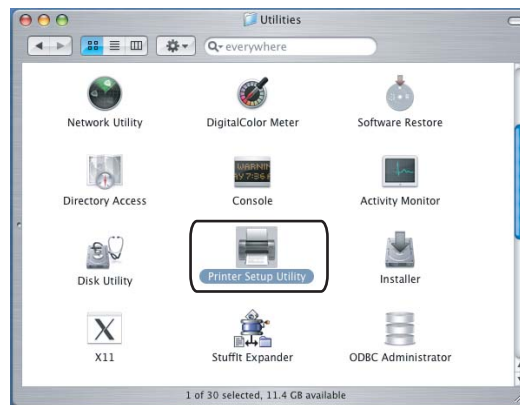 Utilities
everywhere
Network Utility
DigitalColor Meter
Software Restore
Directory Access
Console
Activity Monitor
Disk Utility
Printer Setup Utility
Installer
X11
StuffIt Expander
ODBC Administrator
1 of 30 selected, 11.4 GB available